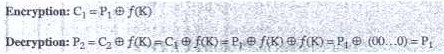 Encryption: C₁ = P₁ ⊕ f(K)
Decryption: P₂ = C₂ ⊕ f(K) = C₁ ⊕ f(K) = P₁ ⊕ f(K) ⊕ f(K) = P₁ ⊕ (00...0) = P₁